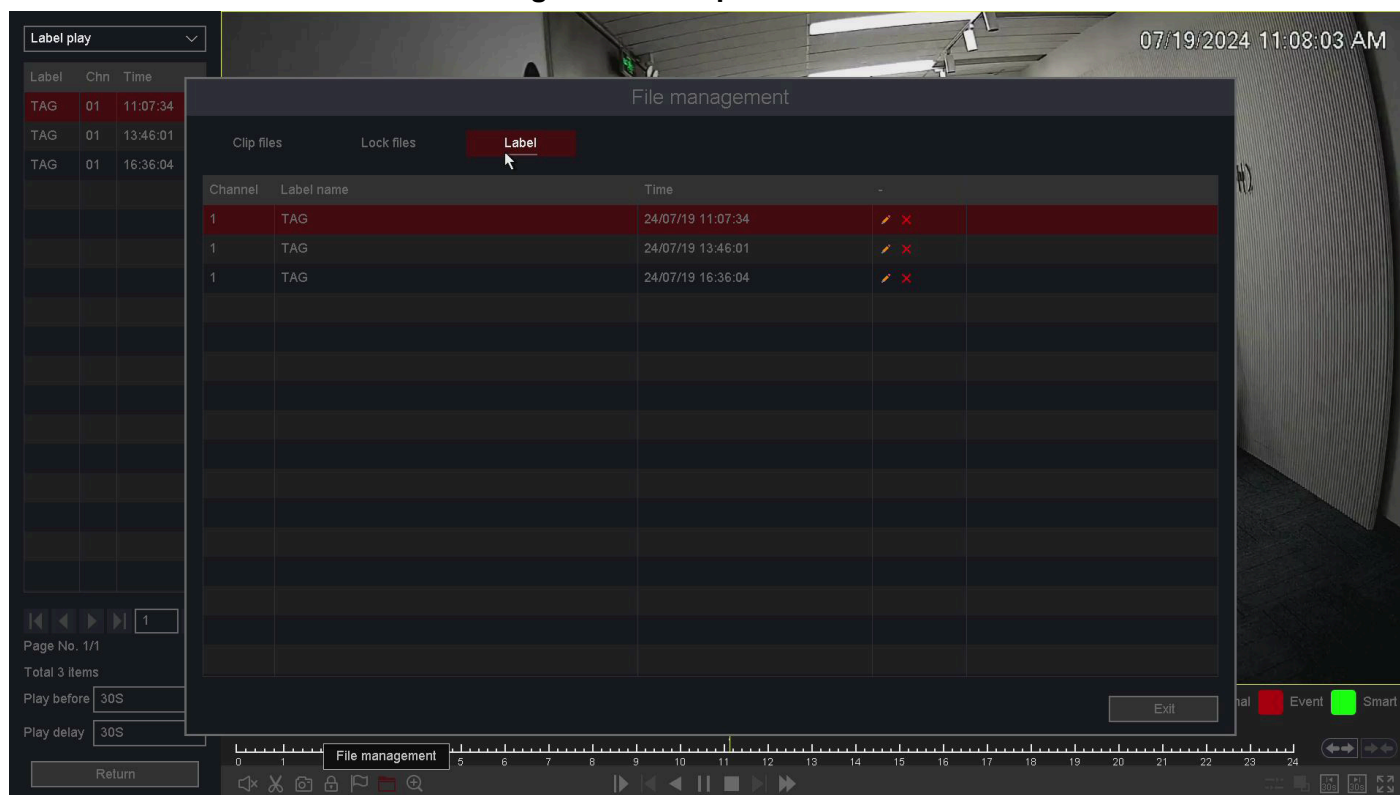 Label play
07/19/2024 11:08:03 AM
Label Chn Time
TAG 01 11:07:34
TAG 01 13:46:01
TAG 01 16:36:04
File management
Clip files Lock files Label
Channel Label name Time -
1 TAG 24/07/19 11:07:34
1 TAG 24/07/19 13:46:01
1 TAG 24/07/19 16:36:04
1
Page No. 1/1
Total 3 items
Play before 30S
Play delay 30S
Return
Exit
Event Smart
File management
0 1 5 6 7 8 9 10 11 12 13 14 15 16 17 18 19 20 21 22 23 24
30s 30s